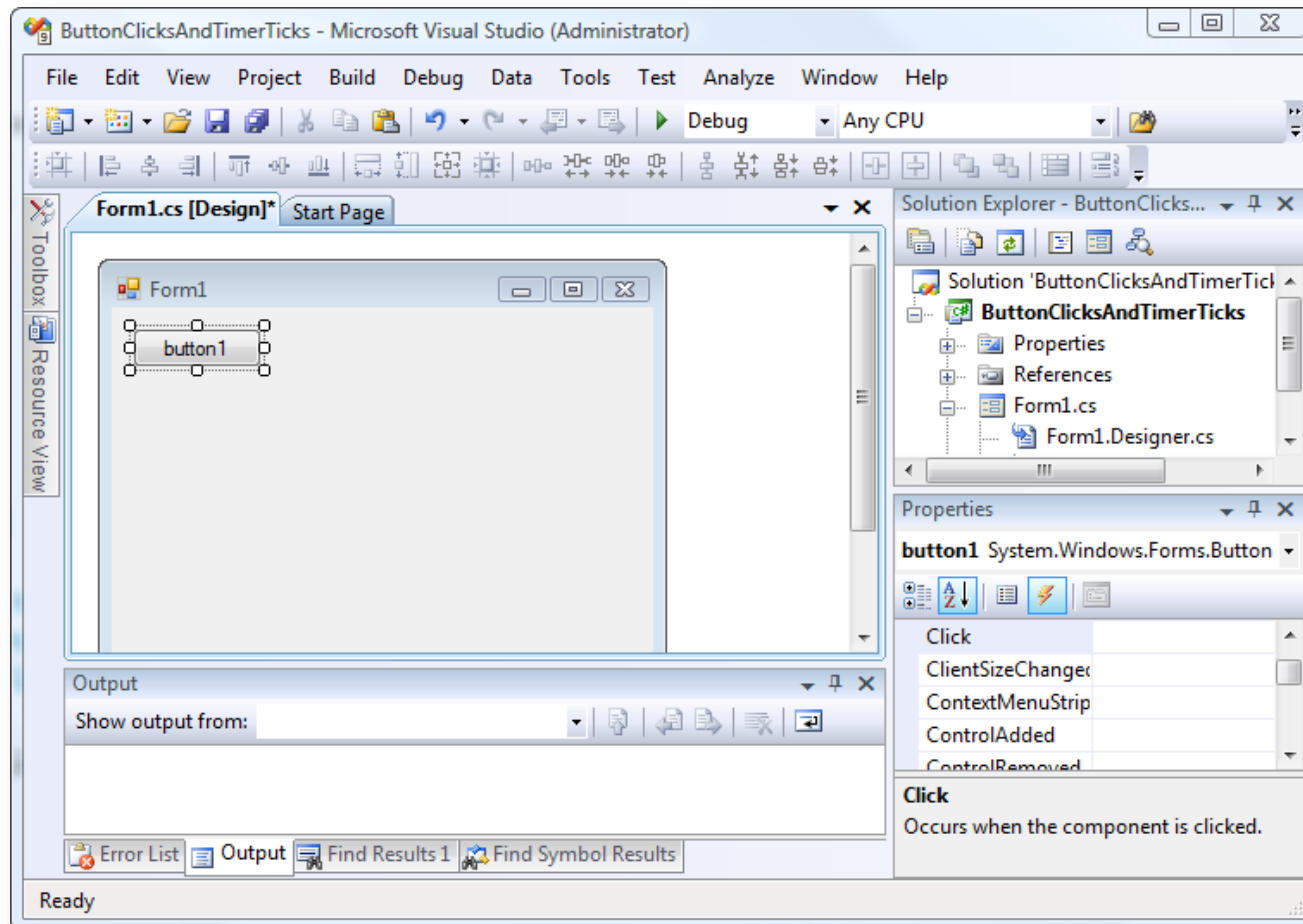 ButtonClicksAndTimerTicks - Microsoft Visual Studio (Administrator)
File Edit View Project Build Debug Data Tools Test Analyze Window Help
Debug Any CPU
Toolbox
Resource View
Form1.cs [Design]* Start Page
Form1
button1
Solution Explorer - ButtonClicks...
Solution 'ButtonClicksAndTimerTick
ButtonClicksAndTimerTicks
Properties
References
Form1.cs
Form1.Designer.cs
Properties
button1 System.Windows.Forms.Button
Click
ClientSizeChanged
ContextMenuStrip
ControlAdded
ControlRemoved
Click
Occurs when the component is clicked.
Output
Show output from:
Error List Output Find Results 1 Find Symbol Results
Ready